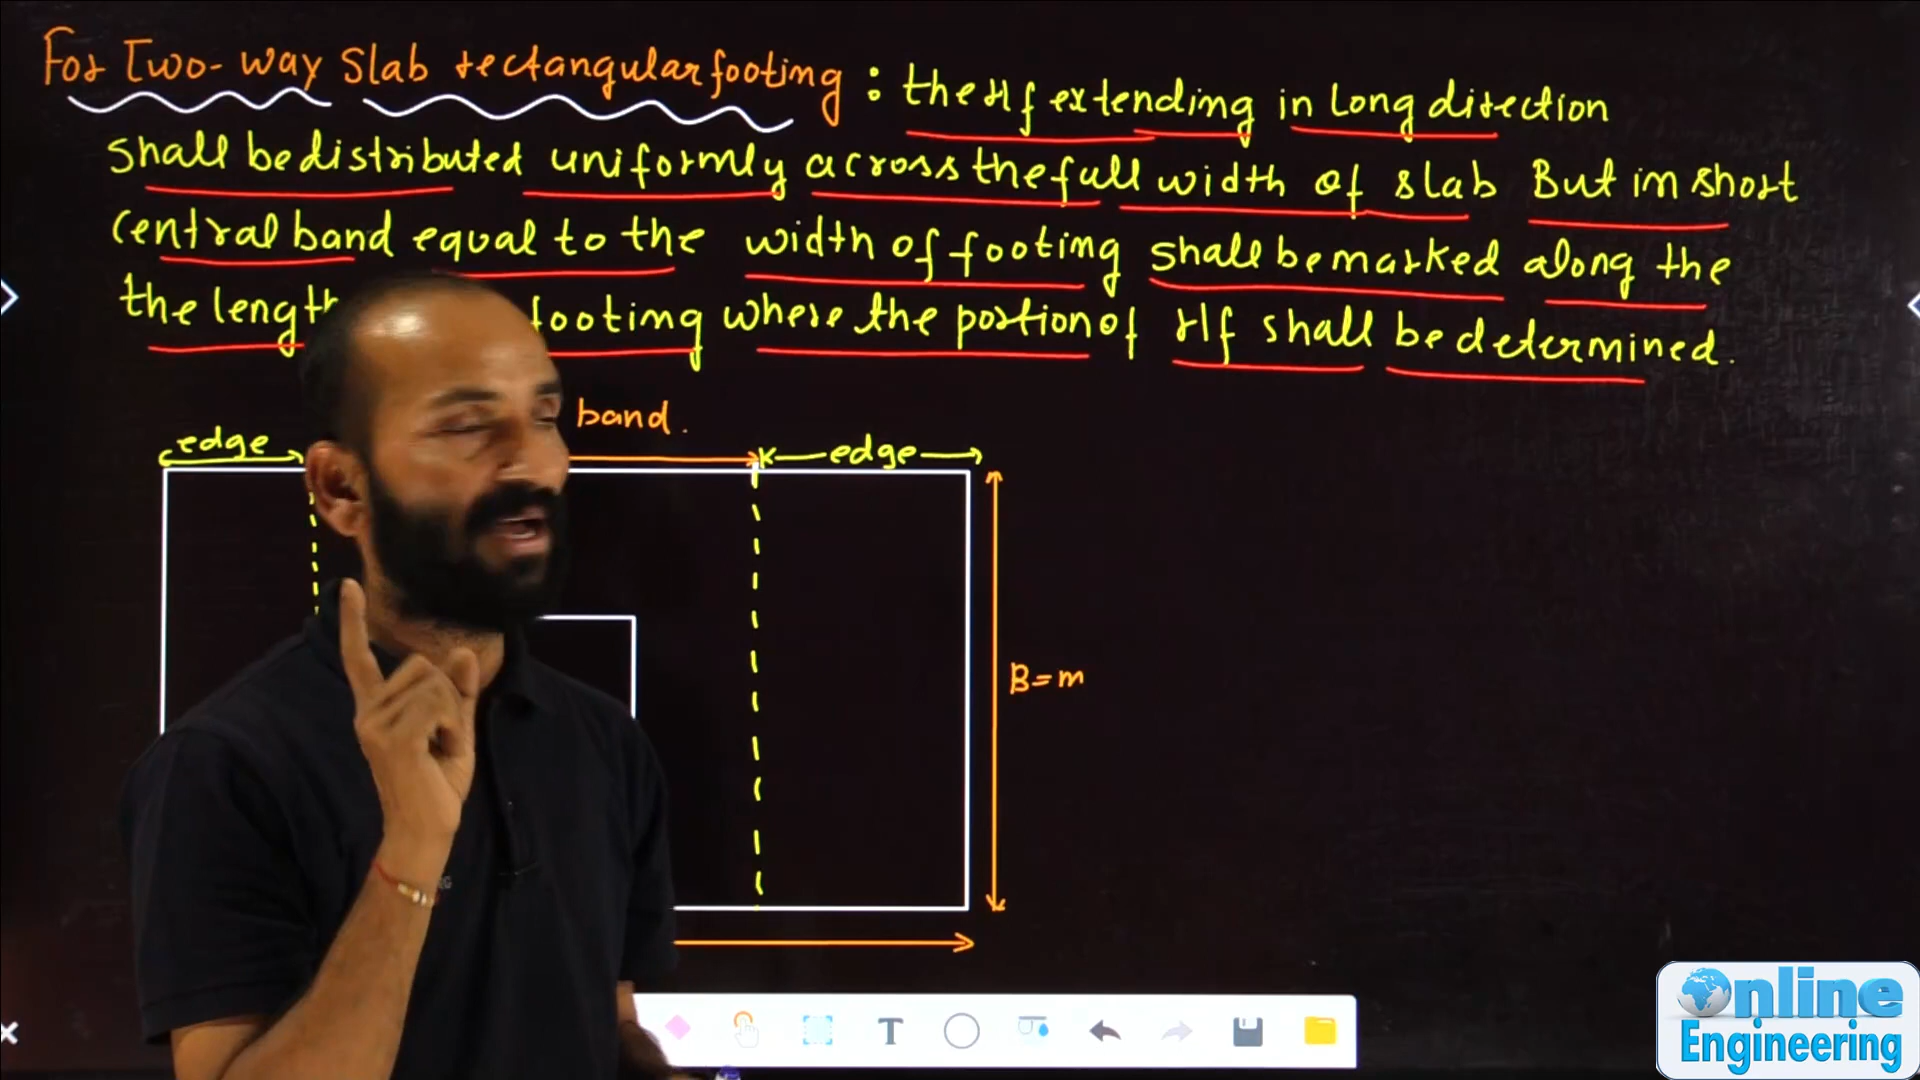 For Two-way Slab rectangular footing : the r/f extending in long direction
shall be distributed uniformly across the full width of slab But in short
central band equal to the width of footing shall be marked along the
the length footing where the portion of r/f shall be determined.
band.
edge
edge
B=m
T
Online
Engineering